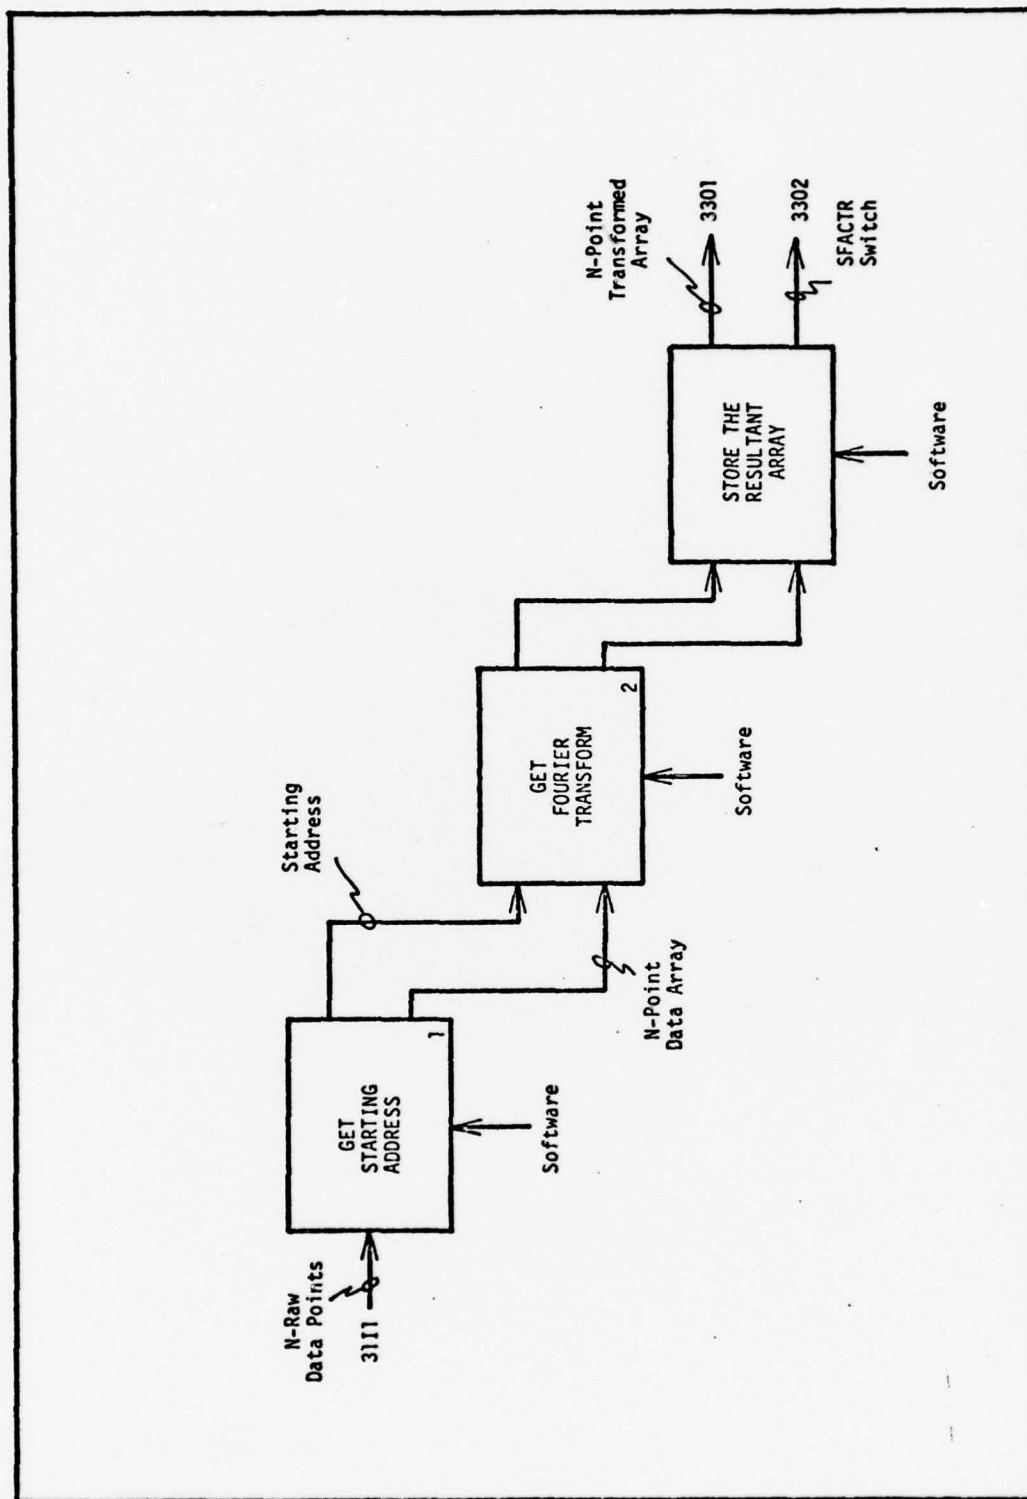 N-Raw
Data Points
3111
GET
STARTING
ADDRESS
1
Software
Starting
Address
N-Point
Data Array
GET
FOURIER
TRANSFORM
2
Software
STORE THE
RESULTANT
ARRAY
Software
N-Point
Transformed
Array
3301
3302
SFACTR
Switch